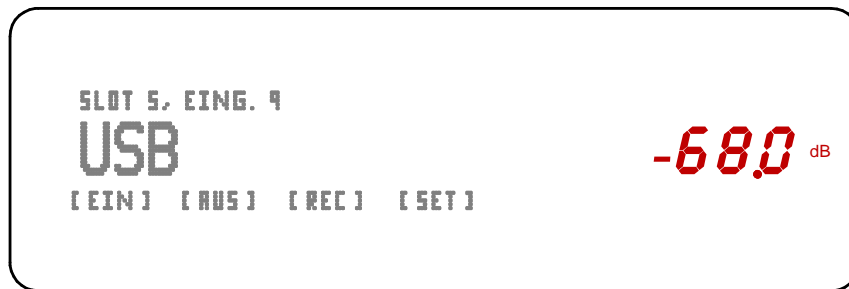 SLOT 5, EING. 9
USB
-68.0 dB
[EIN] [AUS] [REC] [SET]